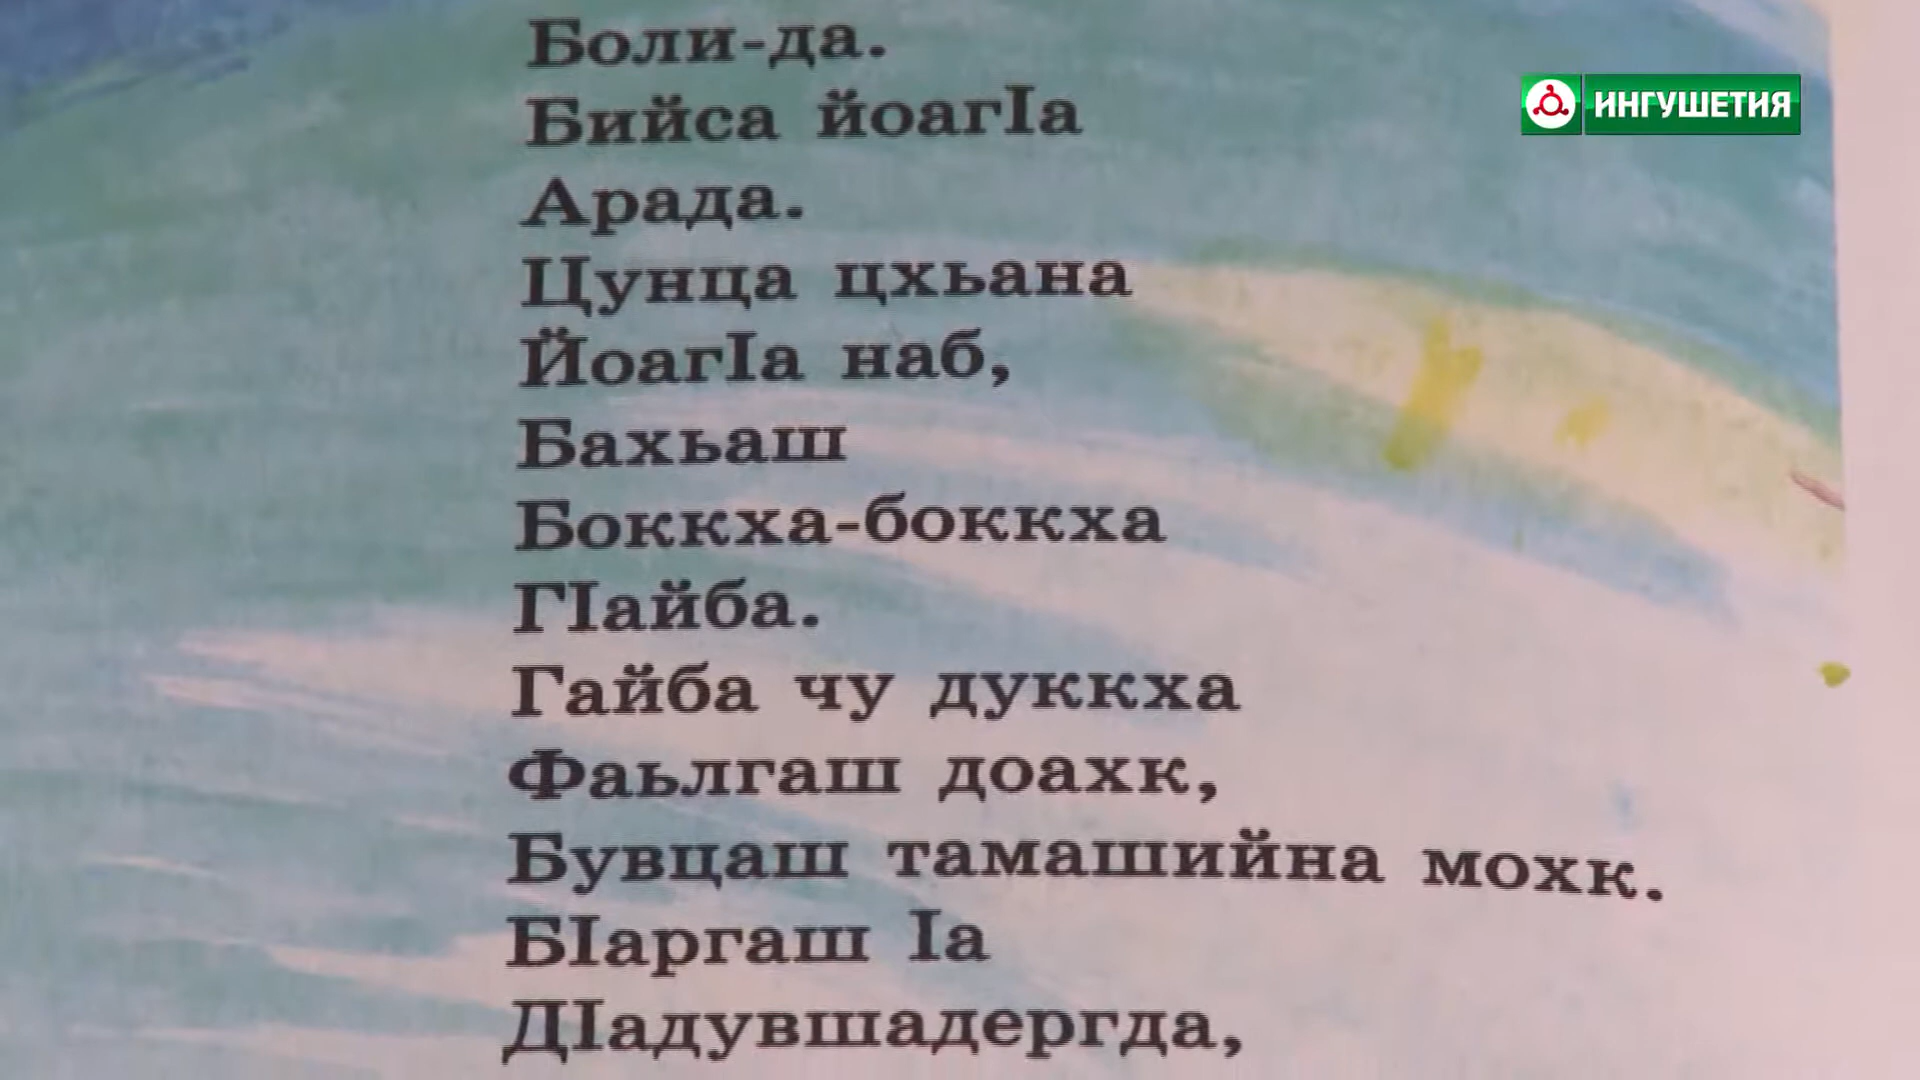 Боли-да.
Бийса йоагIа
ИНГУШЕТИЯ
Арада.
Цунца цхьана
ЙоагIа наб,
Бахьаш
Боккха-боккха
ГIайба.
Гайба чу дуккха
Фаьлгаш доахк,
Бувцаш тамашийна мохк.
БIаргаш Iа
ДIадувшадергда,